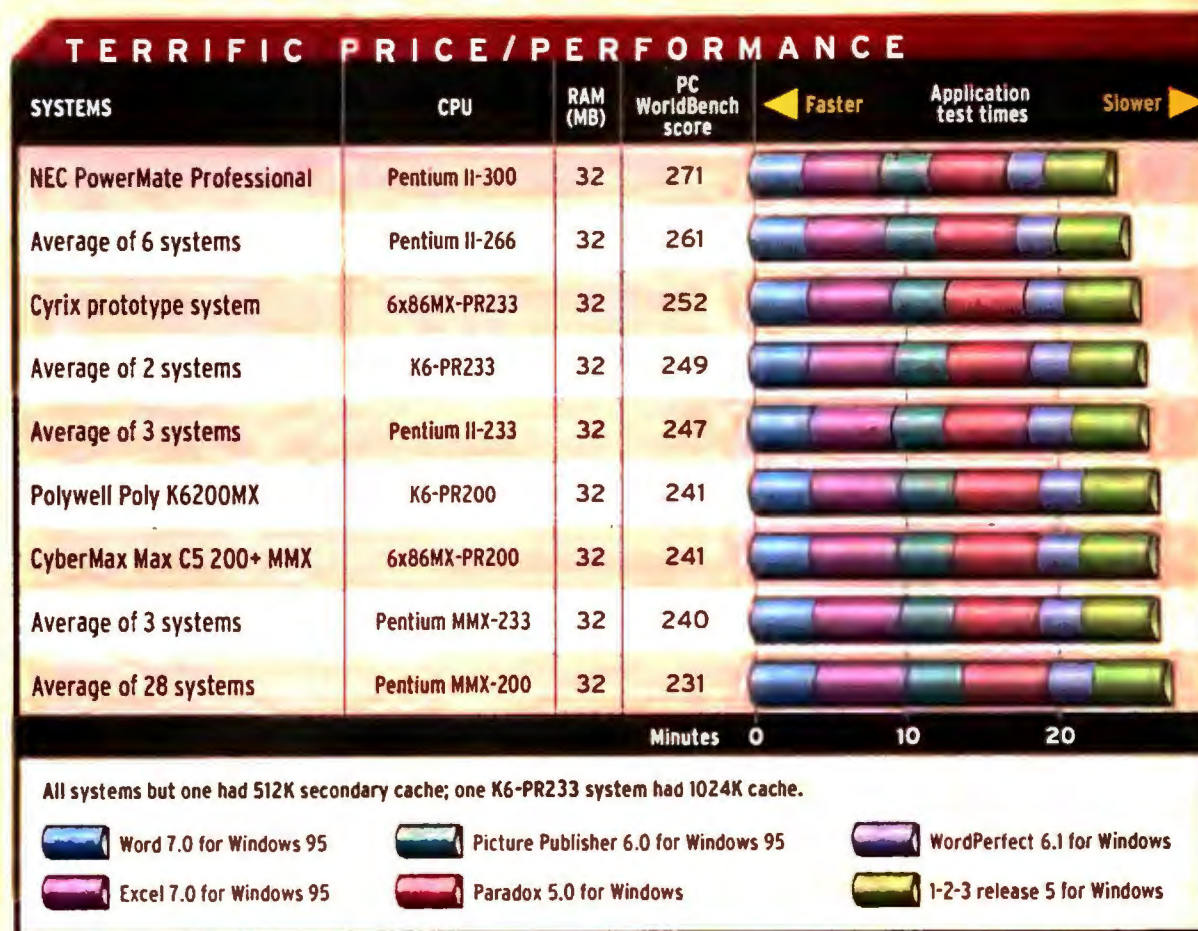 TERRIFIC PRICE/PERFORMANCE
SYSTEMS CPU RAM (MB) PC WorldBench score Faster Application test times Slower
NEC PowerMate Professional Pentium II-300 32 271
Average of 6 systems Pentium II-266 32 261
Cyrix prototype system 6x86MX-PR233 32 252
Average of 2 systems K6-PR233 32 249
Average of 3 systems Pentium II-233 32 247
Polywell Poly K6200MX K6-PR200 32 241
CyberMax Max C5 200+ MMX 6x86MX-PR200 32 241
Average of 3 systems Pentium MMX-233 32 240
Average of 28 systems Pentium MMX-200 32 231
Minutes 0 10 20
All systems but one had 512K secondary cache; one K6-PR233 system had 1024K cache.
Word 7.0 for Windows 95 Picture Publisher 6.0 for Windows 95 WordPerfect 6.1 for Windows
Excel 7.0 for Windows 95 Paradox 5.0 for Windows 1-2-3 release 5 for Windows